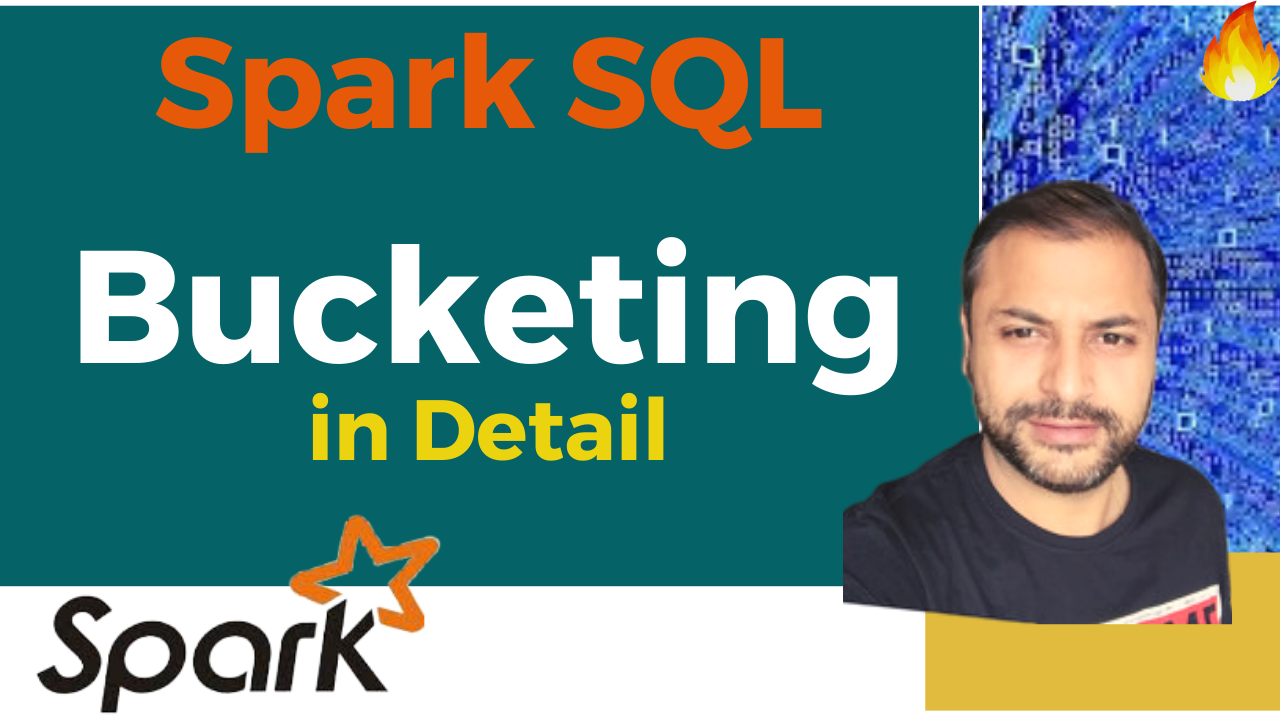 Spark SQL
Bucketing
in Detail
Spark